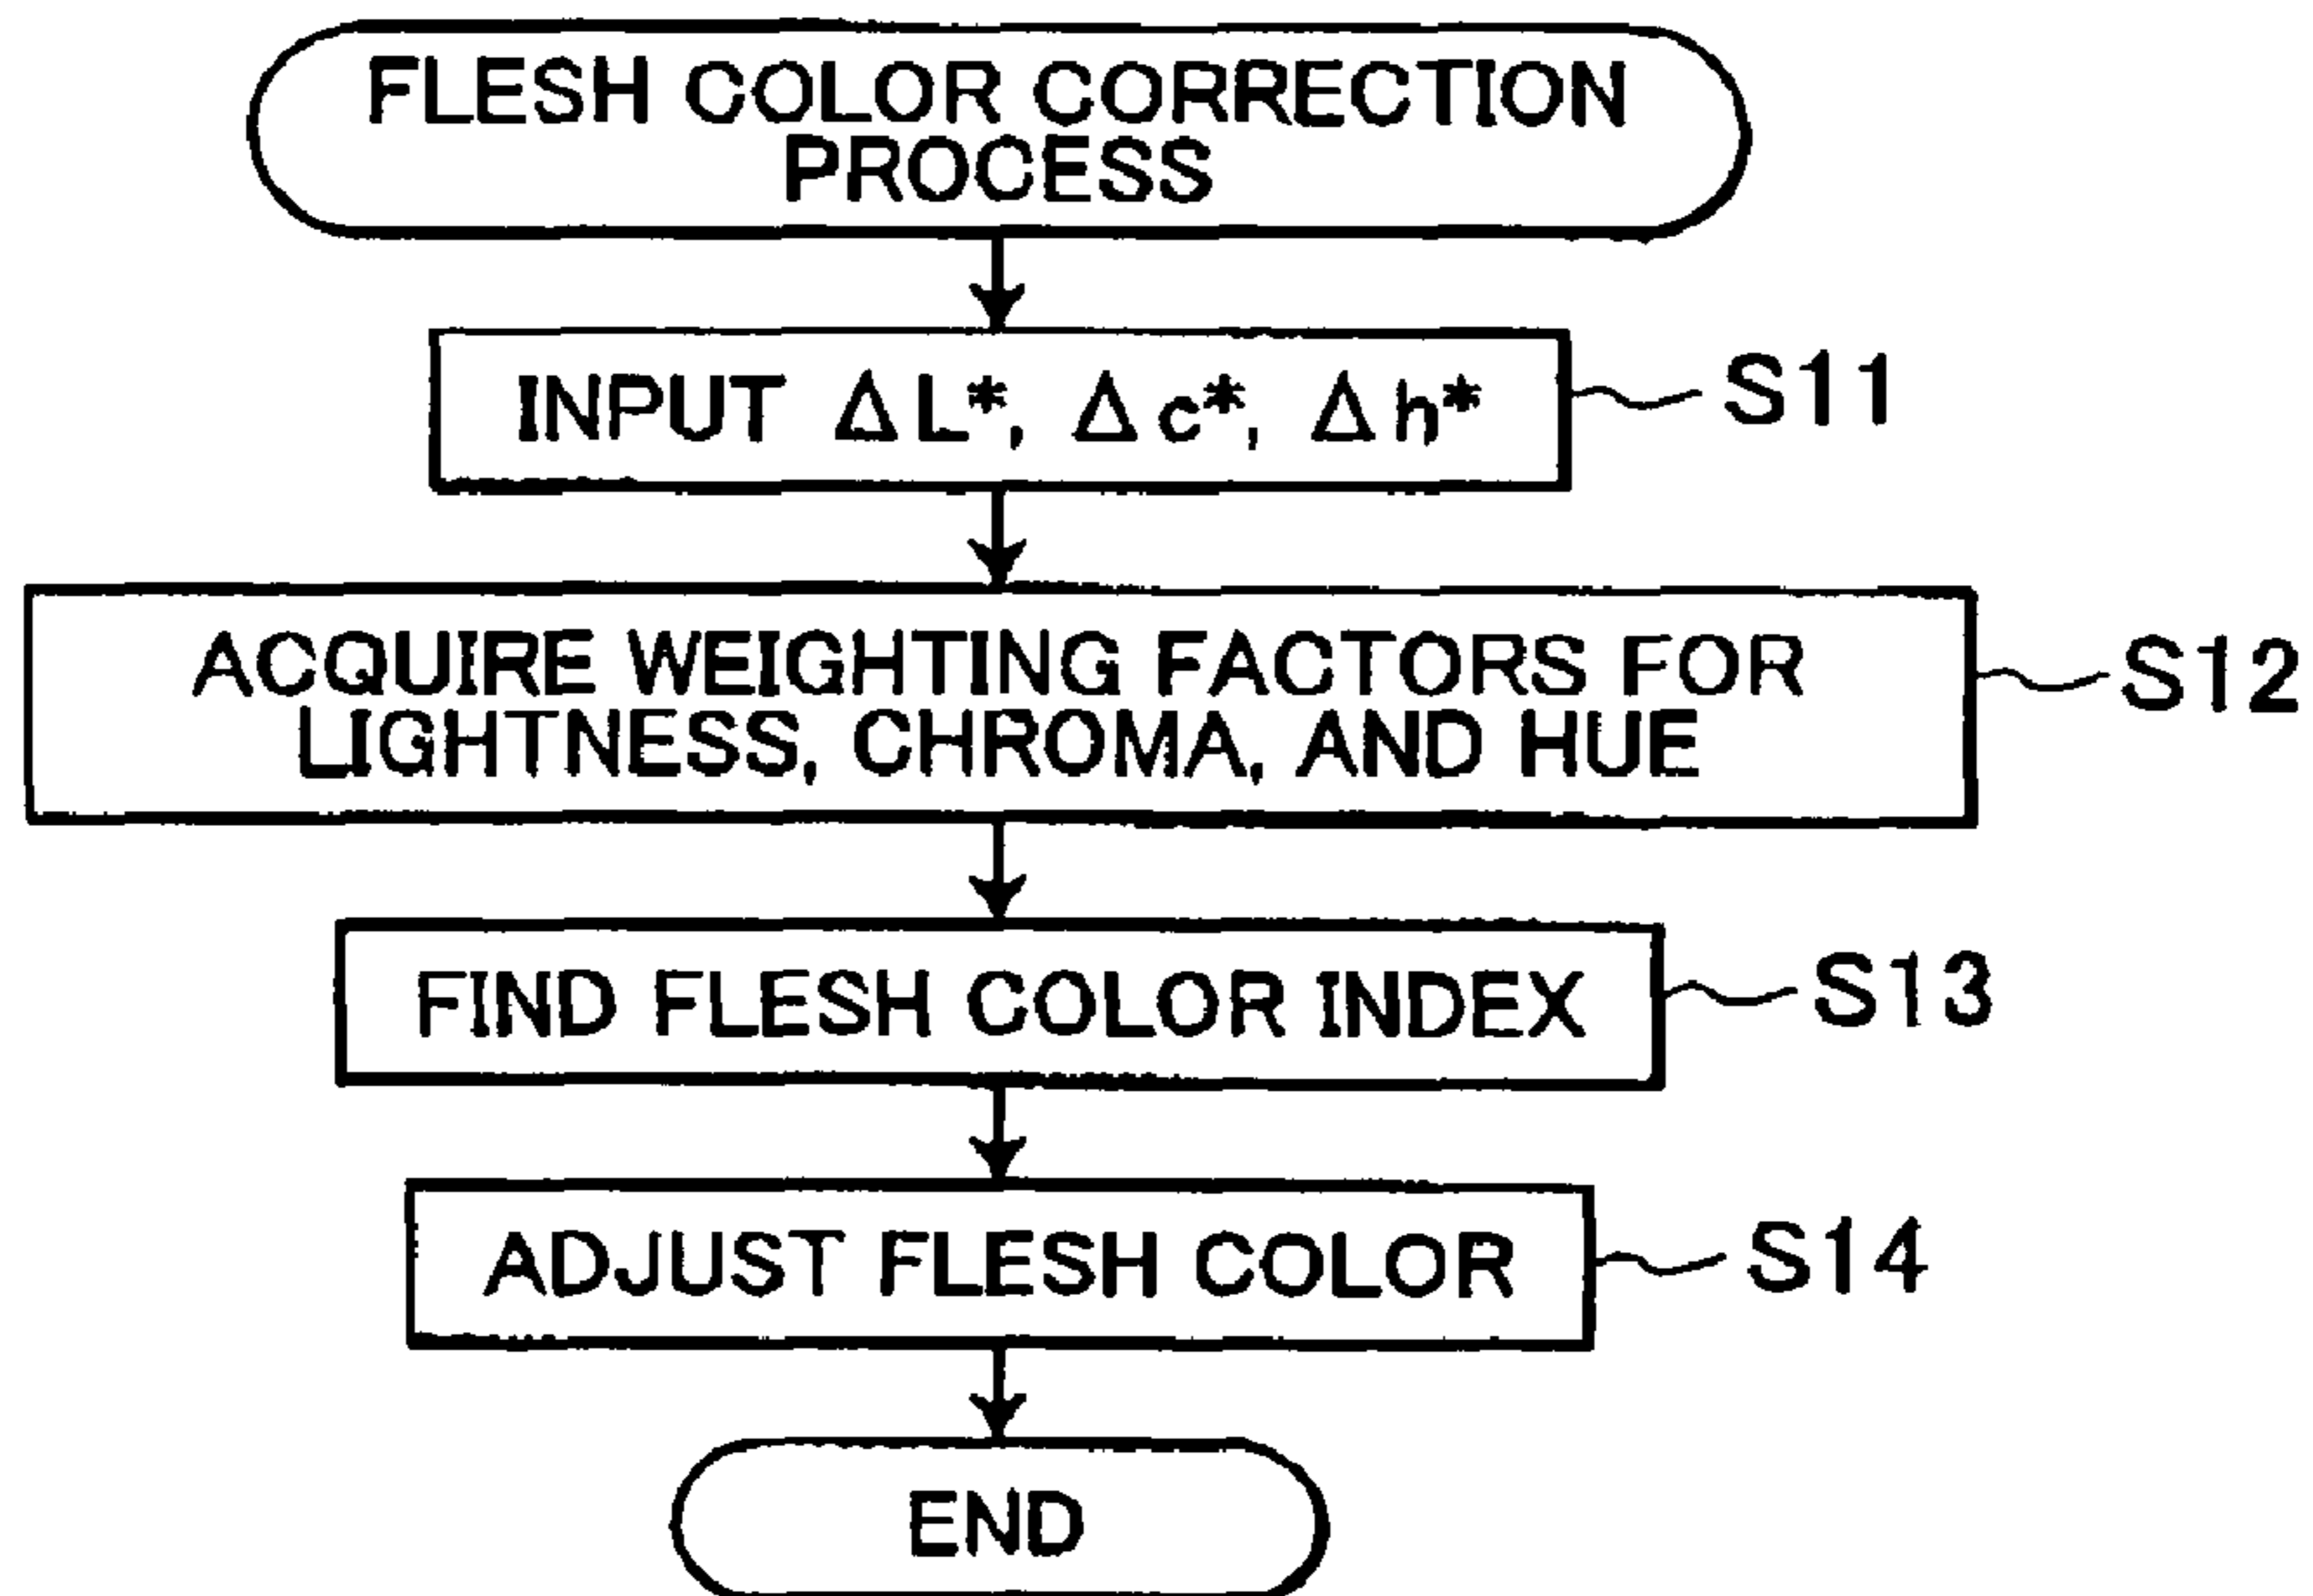 FLESH COLOR CORRECTION
PROCESS
INPUT ΔL*, Δc*, Δh*
S11
ACQUIRE WEIGHTING FACTORS FOR
LIGHTNESS, CHROMA, AND HUE
S12
FIND FLESH COLOR INDEX
S13
ADJUST FLESH COLOR
S14
END